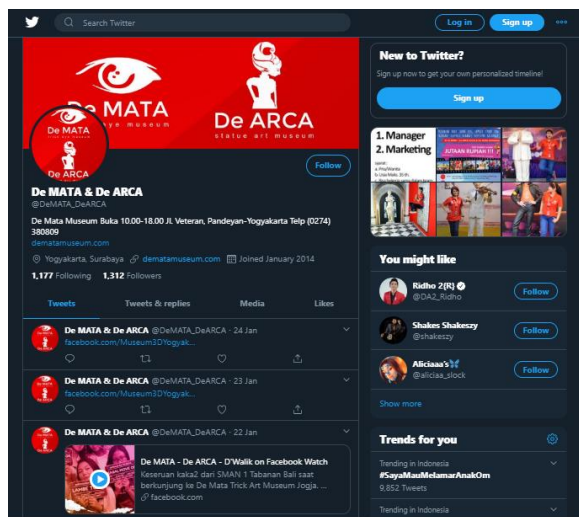 Search Twitter
Log in
Sign up
De MATA
eye museum
De ARCA
statue art museum
De MATA
De ARCA
Follow
De MATA & De ARCA
@DeMATA_DeARCA
De Mata Museum Buka 10.00-18.00 Jl. Veteran, Pandeyan-Yogyakarta Telp (0274)
380809
dematamuseum.com
Yogyakarta, Surabaya dematamuseum.com Joined January 2014
1,177 Following 1,312 Followers
Tweets Tweets & replies Media Likes
De MATA & De ARCA @DeMATA_DeARCA · 24 Jan
facebook.com/Museum3DYogyak...
De MATA & De ARCA @DeMATA_DeARCA · 23 Jan
facebook.com/Museum3DYogyak...
De MATA & De ARCA @DeMATA_DeARCA · 22 Jan
De MATA - De ARCA - D'Walik on Facebook Watch
Keseruan kaka2 dari SMAN 1 Tabanan Bali saat
berkunjung ke De Mata Trick Art Museum Jogja. ...
facebook.com
New to Twitter?
Sign up now to get your own personalized timeline!
Sign up
1. Manager
2. Marketing
JUTAAN RUPIAH !!!
You might like
Ridho 2(R)
@DA2_Ridho
Follow
Shakes Shakeszy
@shakeszy
Follow
Aliciaaa's
@aliciaa_slock
Follow
Show more
Trends for you
Trending in Indonesia
#SayaMauMelamarAnakOm
9,852 Tweets
Trending in Indonesia